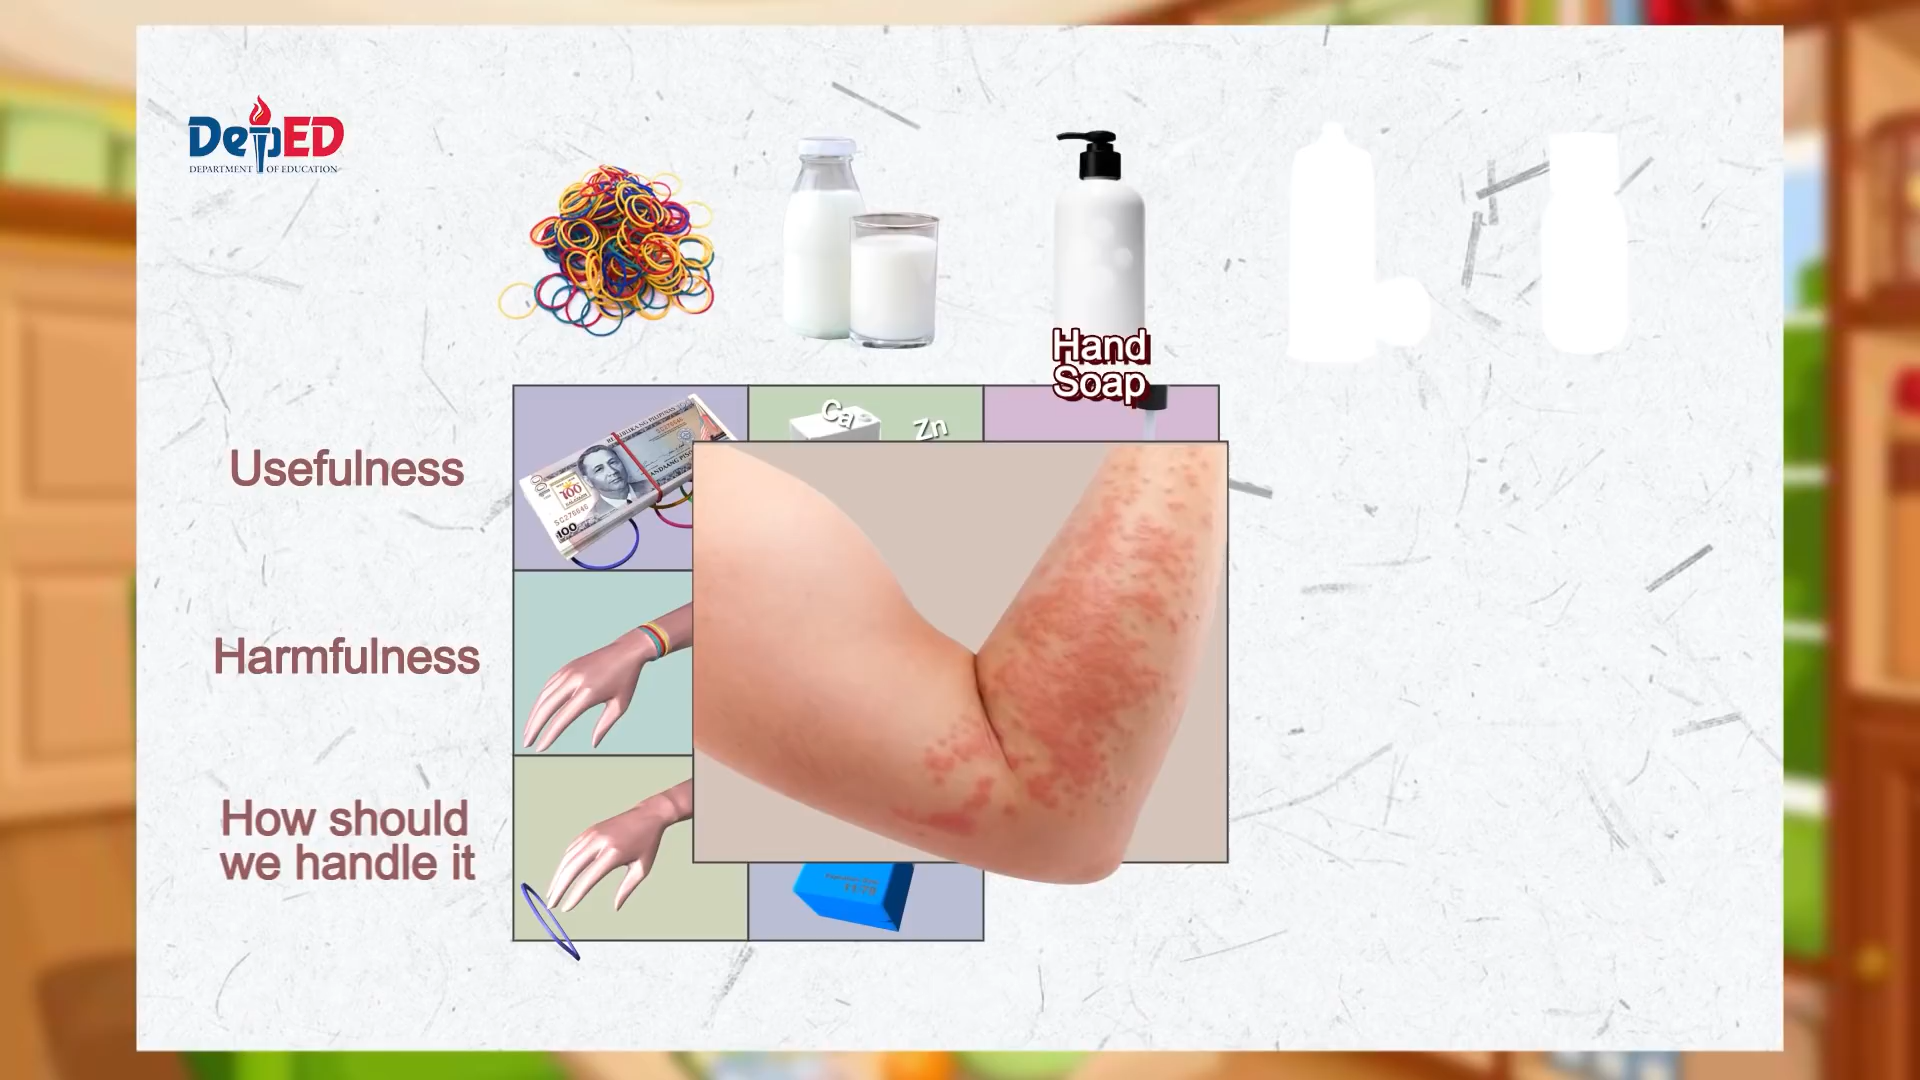 DepED
DEPARTMENT OF EDUCATION
Hand
Soap
Ca
Zn
Usefulness
100
100
Harmfulness
How should
we handle it